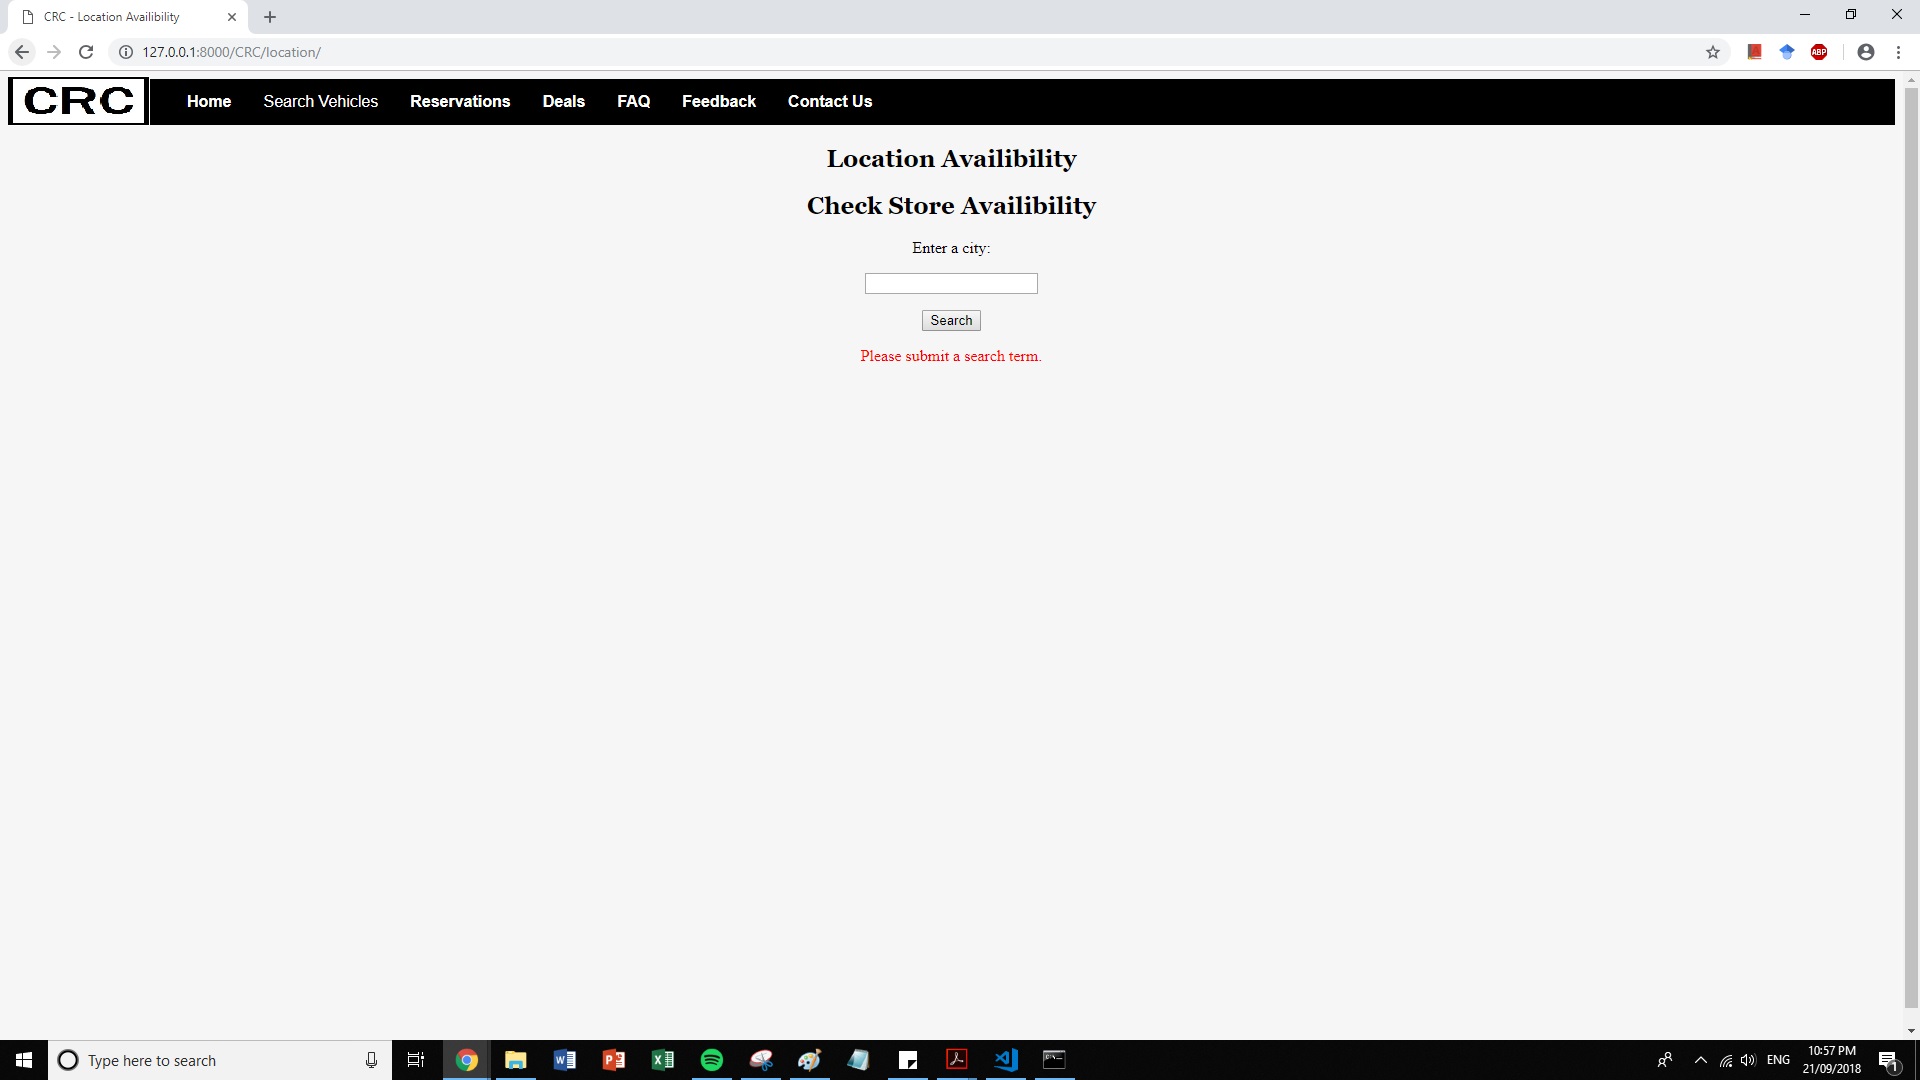 CRC - Location Availibility
127.0.0.1:8000/CRC/location/
ABP
CRC Home Search Vehicles Reservations Deals FAQ Feedback Contact Us
Location Availibility
Check Store Availibility
Enter a city:
Search
Please submit a search term.
Type here to search
ENG
10:57 PM
21/09/2018
1